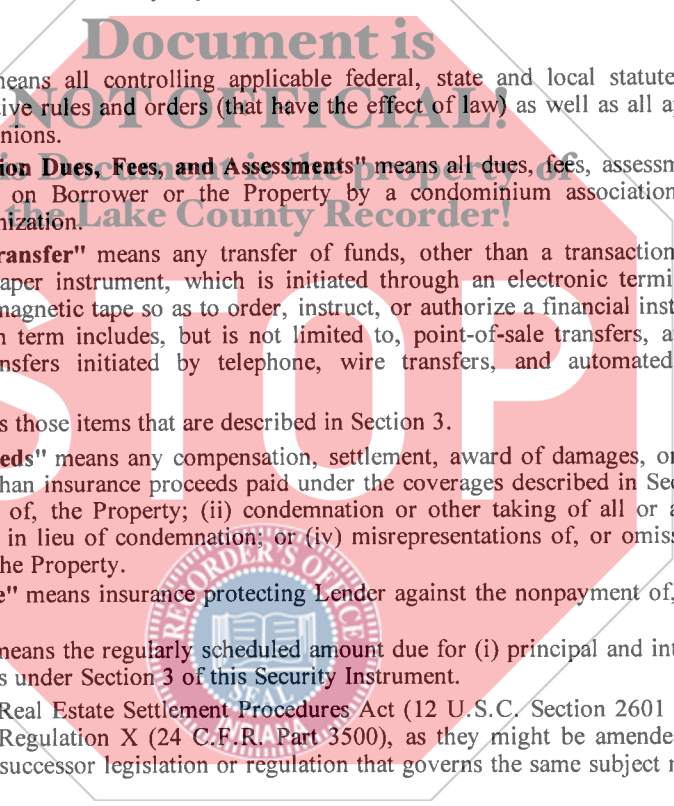 Document is
means all controlling applicable federal, state and local statute
tive rules and orders (that have the effect of law) as well as all a
NOT OFFICIAL!
nions.
ion Dues, Fees, and Assessments" means all dues, fees, assessm
is Document is the property of
on Borrower or the Property by a condominium association
nization.
the Lake County Recorder!
ransfer" means any transfer of funds, other than a transaction
aper instrument, which is initiated through an electronic termi
magnetic tape so as to order, instruct, or authorize a financial inst
n term includes, but is not limited to, point-of-sale transfers, a
nsfers initiated by telephone, wire transfers, and automated
STOP
s those items that are described in Section 3.
eds" means any compensation, settlement, award of damages, or
han insurance proceeds paid under the coverages described in Sec
of, the Property; (ii) condemnation or other taking of all or a
in lieu of condemnation; or (iv) misrepresentations of, or omiss
he Property.
e" means insurance protecting Lender against the nonpayment of,
means the regularly scheduled amount due for (i) principal and int
s under Section 3 of this Security Instrument.
Real Estate Settlement Procedures Act (12 U.S.C. Section 2601
Regulation X (24 C.F.R. Part 3500), as they might be amende
successor legislation or regulation that governs the same subject
RECORDER'S OFFICE
SEAL
INDIANA